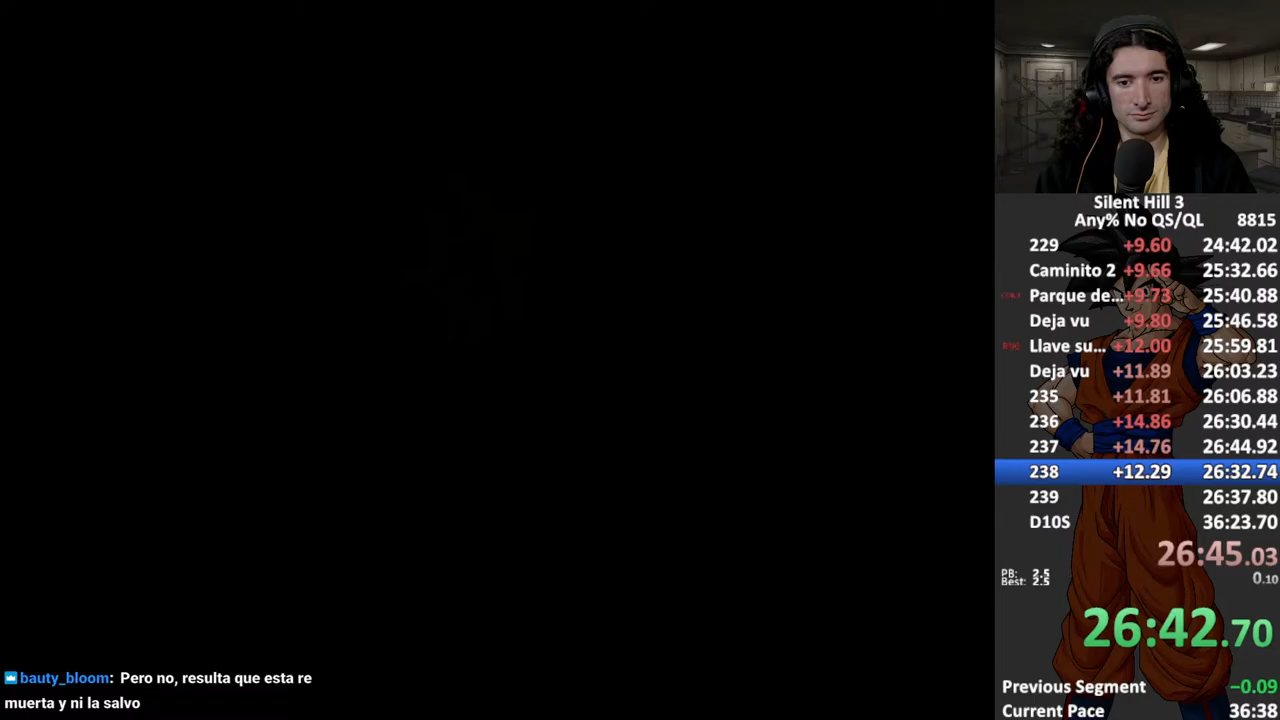 Silent Hill 3
Any% No QS/QL 8815
229 +9.60 24:42.02
Caminito 2 +9.66 25:32.66
Parque de... +9.73 25:40.88
Deja vu +9.80 25:46.58
Llave su... +12.00 25:59.81
Deja vu +11.89 26:03.23
235 +11.81 26:06.88
236 +14.86 26:30.44
237 +14.76 26:44.92
238 +12.29 26:32.74
239 26:37.80
D10S 36:23.70
26:45.03
PB: 2.5
Best: 2.5 0.10
26:42.70
bauty_bloom: Pero no, resulta que esta re
muerta y ni la salvo
Previous Segment −0.09
Current Pace 36:38